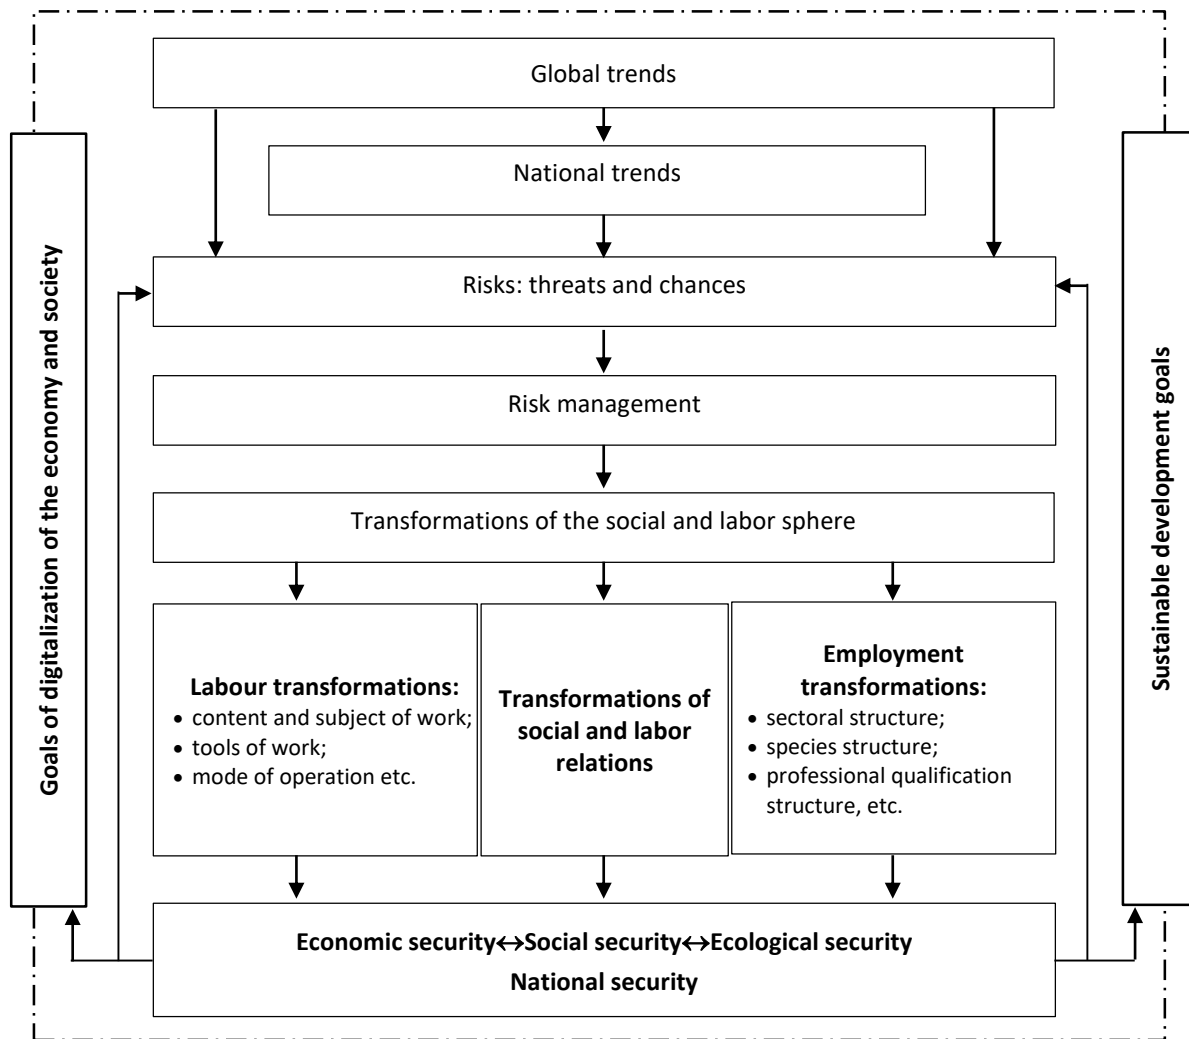 Global trends
National trends
Risks: threats and chances
Risk management
Transformations of the social and labor sphere
Labour transformations:
• content and subject of work;
• tools of work;
• mode of operation etc.
Transformations of
social and labor
relations
Employment
transformations:
• sectoral structure;
• species structure;
• professional qualification
structure, etc.
Economic security↔Social security↔Ecological security
National security
Goals of digitalization of the economy and society
Sustainable development goals